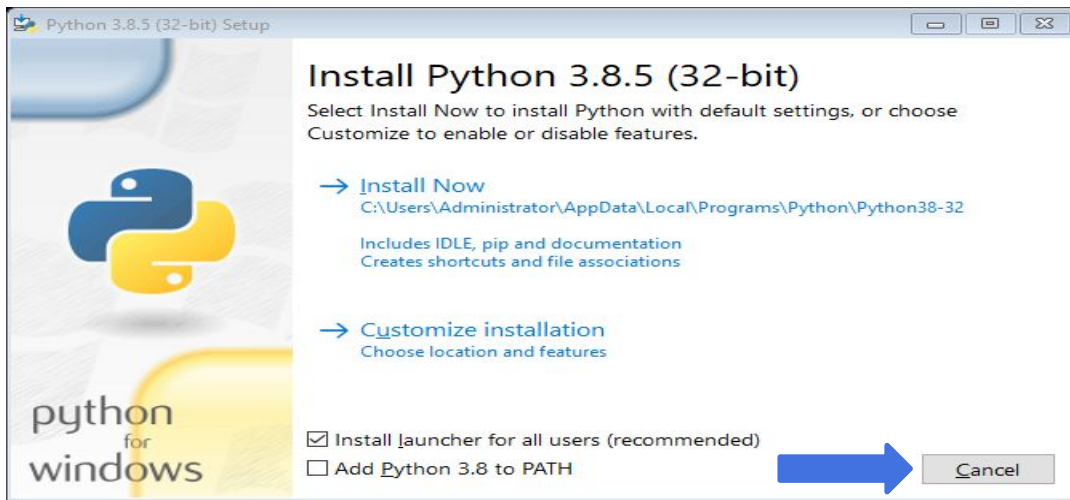 Python 3.8.5 (32-bit) Setup
Install Python 3.8.5 (32-bit)
Select Install Now to install Python with default settings, or choose
Customize to enable or disable features.
Install Now
C:\Users\Administrator\AppData\Local\Programs\Python\Python38-32
Includes IDLE, pip and documentation
Creates shortcuts and file associations
Customize installation
Choose location and features
python
for
windows
Install launcher for all users (recommended)
Add Python 3.8 to PATH
Cancel